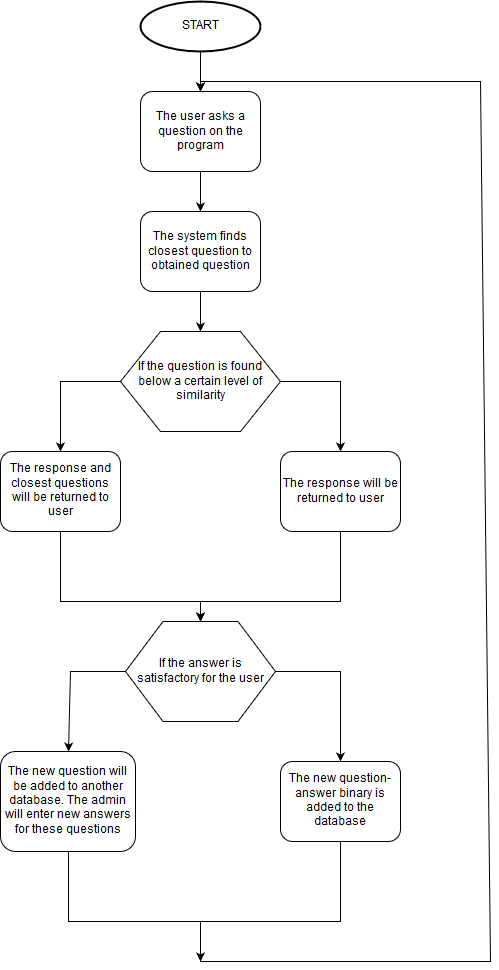 START
The user asks a
question on the
program
The system finds
closest question to
obtained question
If the question is found
below a certain level of
similarity
The response and
closest questions
will be returned to
user
The response will be
returned to user
If the answer is
satisfactory for the user
The new question will
be added to another
database. The admin
will enter new answers
for these questions
The new question-
answer binary is
added to the
database